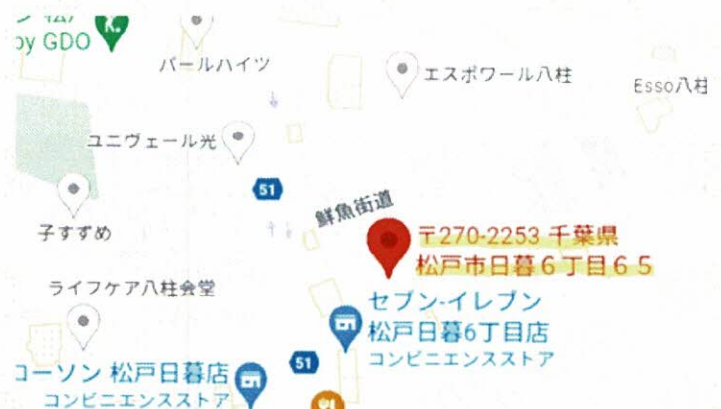 by GDO
パールハイツ
エスポワール八柱
Esso八柱
ユニヴェール光
51
鮮魚街道
子すずめ
〒270-2253 千葉県
松戸市日暮6丁目65
ライフケア八柱会堂
セブン-イレブン
松戸日暮6丁目店
コンビニエンスストア
51
ローソン 松戸日暮店
コンビニエンスストア